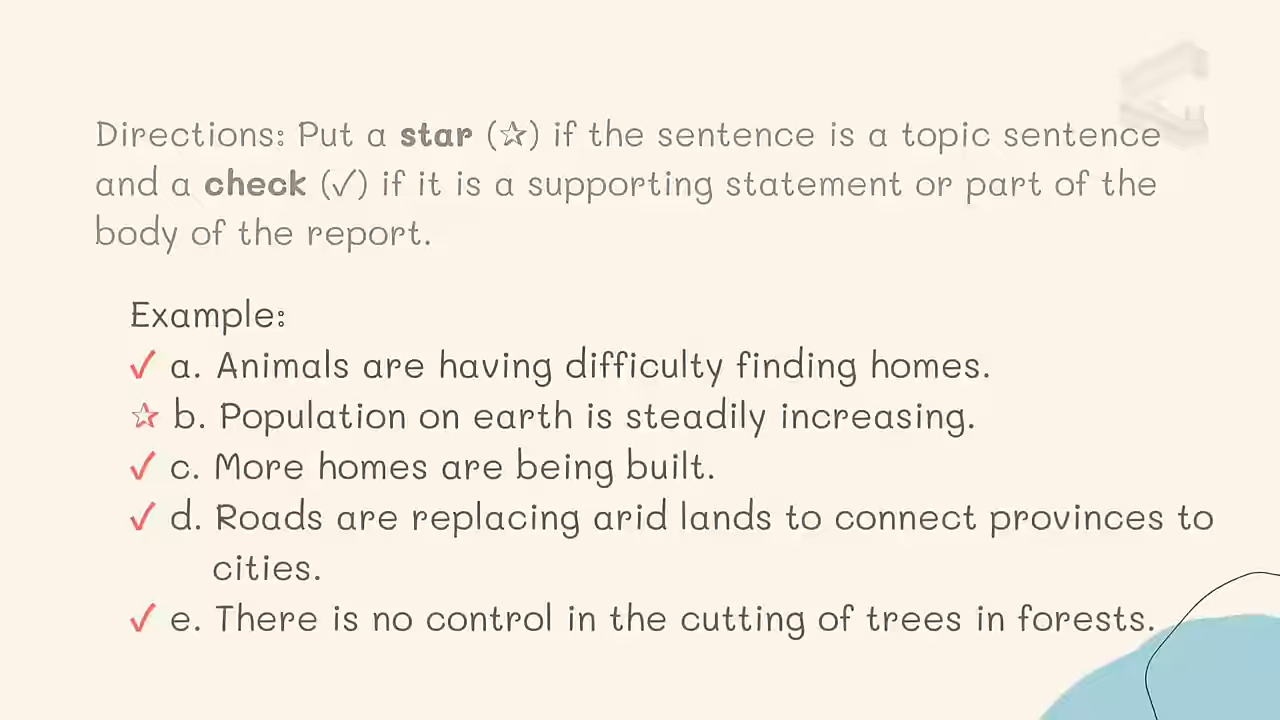 Directions: Put a star (☆) if the sentence is a topic sentence
and a check (✓) if it is a supporting statement or part of the
body of the report.
Example:
✓ a. Animals are having difficulty finding homes.
☆ b. Population on earth is steadily increasing.
✓ c. More homes are being built.
✓ d. Roads are replacing arid lands to connect provinces to
cities.
✓ e. There is no control in the cutting of trees in forests.